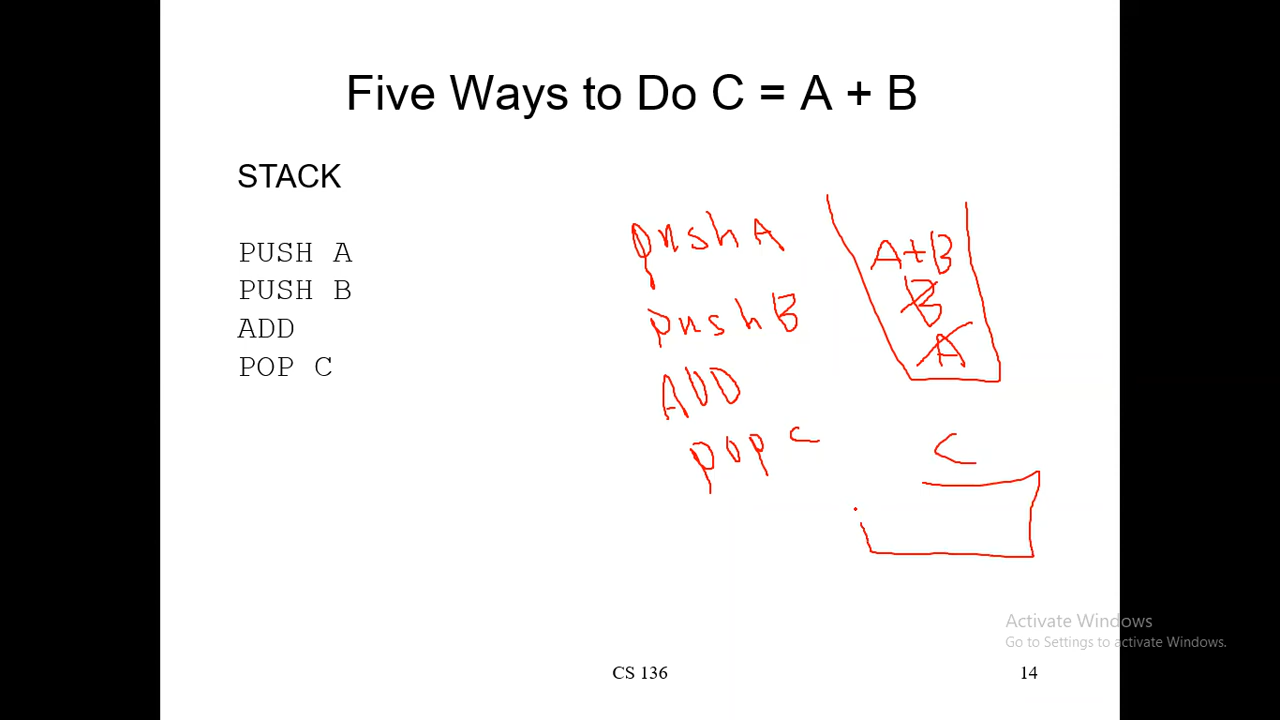 Five Ways to Do C = A + B
STACK
PUSH A
PUSH B
ADD
POP C
push A
push B
ADD
pop C
A+B
B
A
C
Activate Windows
Go to Settings to activate Windows.
CS 136
14